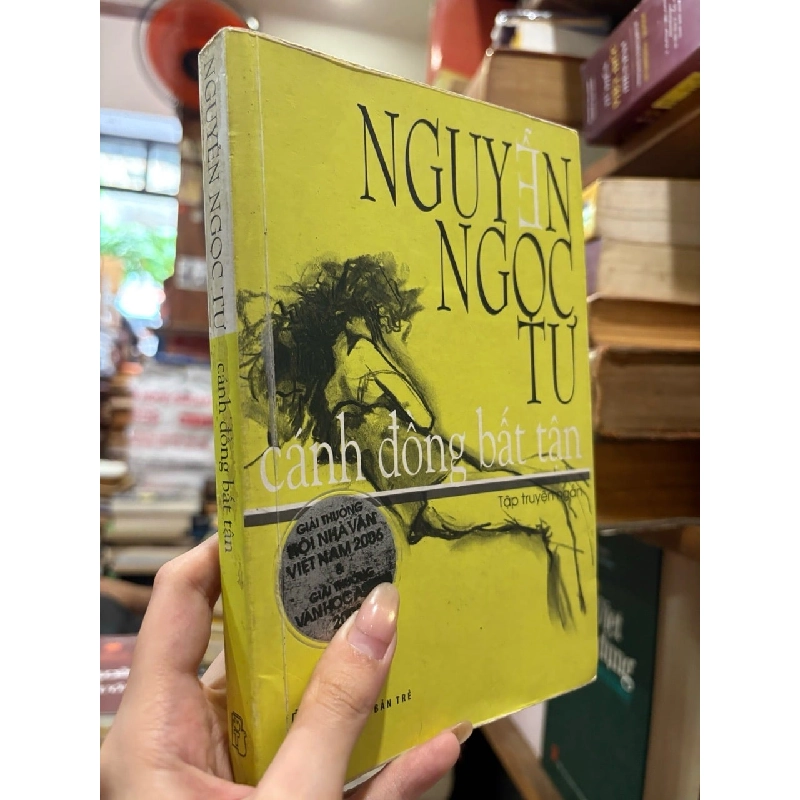 NGUYỄN NGỌC TƯ
cánh đồng bất tận
NGUYỄN
NGỌC
TƯ
cánh đồng bất tận
Tập truyện ngắn
GIẢI THƯỞNG
HỘI NHÀ VĂN
VIỆT NAM 2006
&
GIẢI THƯỞNG
VĂN HỌC
BẢN TRẺ